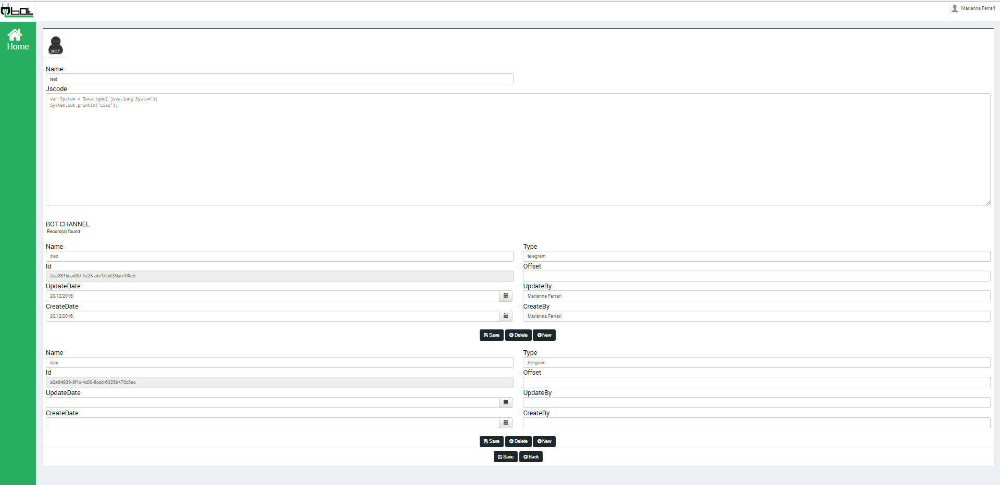 bot
Marianna Ferrari
Home
BOT
Name
test
Jscode
var System = Java.type('java.lang.System');
System.out.println('ciao');
BOT CHANNEL
Record(s) found
Name
Type
ciao
telegram
Id
Offset
2ea381fc-ad09-4e23-ab79-bd23fac760ed
UpdateDate
UpdateBy
20/12/2016
Marianna Ferrari
CreateDate
CreateBy
20/12/2016
Marianna Ferrari
Save Delete New
Name
Type
ciao
telegram
Id
Offset
a0e64939-8f1c-4c00-8cdd-6325b470c5ec
UpdateDate
UpdateBy
CreateDate
CreateBy
Save Delete New
Save Back